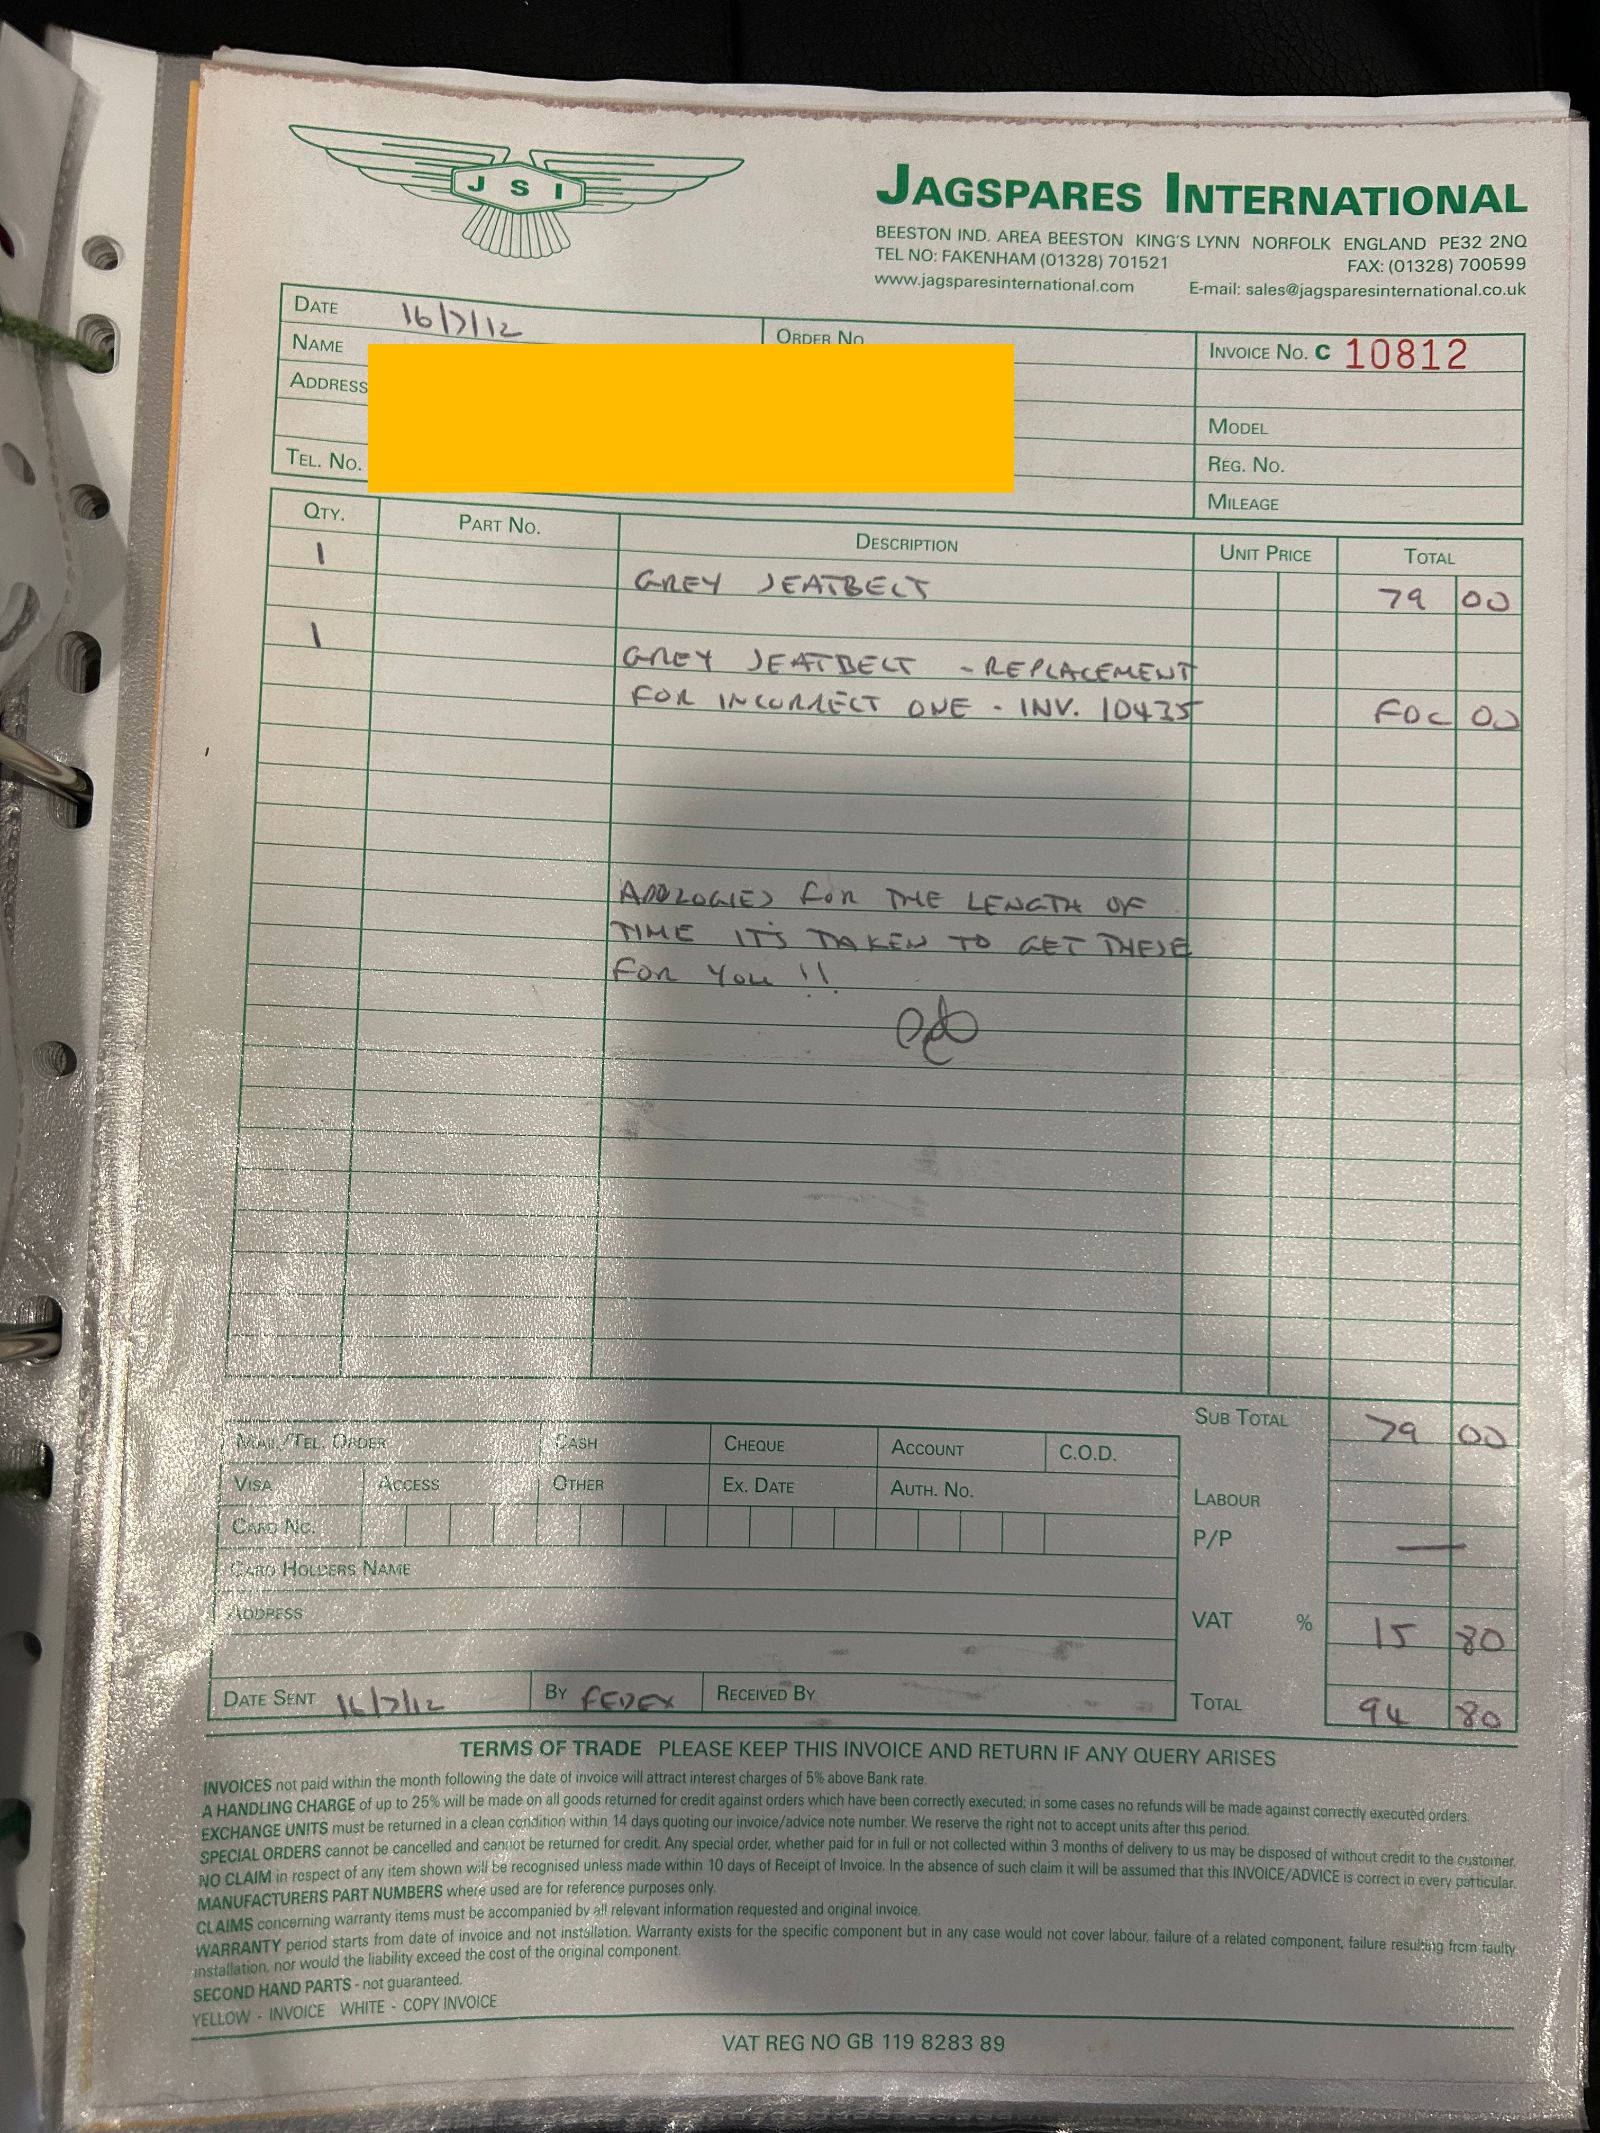 J S I
JAGSPARES INTERNATIONAL
BEESTON IND. AREA BEESTON KING'S LYNN NORFOLK ENGLAND PE32 2NQ
TEL NO: FAKENHAM (01328) 701521 FAX: (01328) 700599
www.jagsparesinternational.com E-mail: sales@jagsparesinternational.co.uk
DATE 16/7/12
NAME
ORDER NO
INVOICE NO. C 10812
ADDRESS
MODEL
TEL. NO.
REG. NO.
MILEAGE
QTY. PART NO. DESCRIPTION UNIT PRICE TOTAL
1 GREY SEATBELT 79 00
1 GREY SEATBELT - REPLACEMENT
FOR INCORRECT ONE - INV. 10435 FOC 00
APOLOGIES FOR THE LENGTH OF
TIME IT'S TAKEN TO GET THESE
FOR YOU !!
SUB TOTAL 79 00
MAIL/TEL. ORDER CASH CHEQUE ACCOUNT C.O.D.
VISA ACCESS OTHER EX. DATE AUTH. NO.
LABOUR
CARD NO.
P/P —
CARD HOLDERS NAME
ADDRESS
VAT % 15 80
DATE SENT 16/7/12 BY FEDEX RECEIVED BY
TOTAL 94 80
TERMS OF TRADE PLEASE KEEP THIS INVOICE AND RETURN IF ANY QUERY ARISES
INVOICES not paid within the month following the date of invoice will attract interest charges of 5% above Bank rate.
A HANDLING CHARGE of up to 25% will be made on all goods returned for credit against orders which have been correctly executed; in some cases no refunds will be made against correctly executed orders.
EXCHANGE UNITS must be returned in a clean condition within 14 days quoting our invoice/advice note number. We reserve the right not to accept units after this period.
SPECIAL ORDERS cannot be cancelled and cannot be returned for credit. Any special order, whether paid for in full or not collected within 3 months of delivery to us may be disposed of without credit to the customer.
NO CLAIM in respect of any item shown will be recognised unless made within 10 days of Receipt of Invoice. In the absence of such claim it will be assumed that this INVOICE/ADVICE is correct in every particular.
MANUFACTURERS PART NUMBERS where used are for reference purposes only.
CLAIMS concerning warranty items must be accompanied by all relevant information requested and original invoice.
WARRANTY period starts from date of invoice and not installation. Warranty exists for the specific component but in any case would not cover labour, failure of a related component, failure resulting from faulty
installation, nor would the liability exceed the cost of the original component.
SECOND HAND PARTS - not guaranteed.
YELLOW - INVOICE WHITE - COPY INVOICE
VAT REG NO GB 119 8283 89